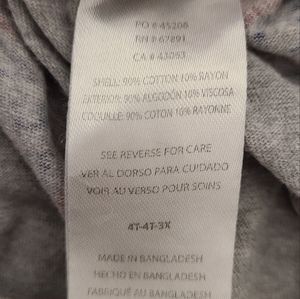 PO # 45208
RN # 67891
CA # 43053
SHELL: 90% COTTON 10% RAYON
EXTERIOR: 90% ALGODÓN 10% VISCOSA
COQUILLE: 90% COTON 10% RAYONNE
SEE REVERSE FOR CARE
VER AL DORSO PARA CUIDADO
VOIR AU VERSO POUR SOINS
4T-4T-3X
MADE IN BANGLADESH
HECHO EN BANGLADESH
FABRIQUÉ AU BANGLADESH